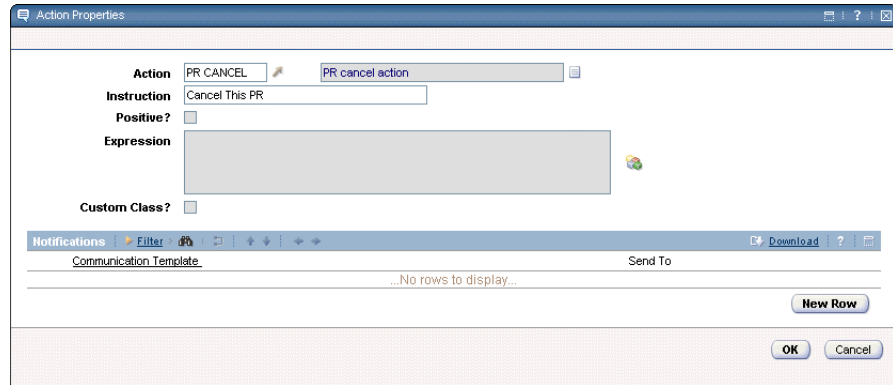 Action Properties ?
Action PR CANCEL PR cancel action
Instruction Cancel This PR
Positive?
Expression
Custom Class?
Notifications Filter Download ?
Communication Template Send To
...No rows to display...
New Row
OK Cancel